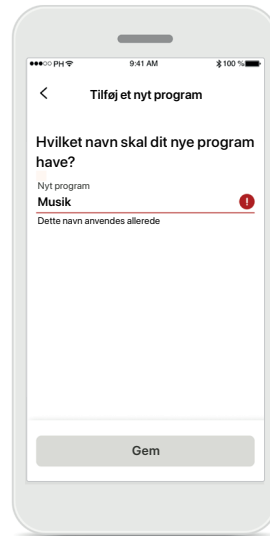 PH 9:41 AM 100 %
Tilføj et nyt program
Hvilket navn skal dit nye program
have?
Nyt program
Musik
!
Dette navn anvendes allerede
Gem